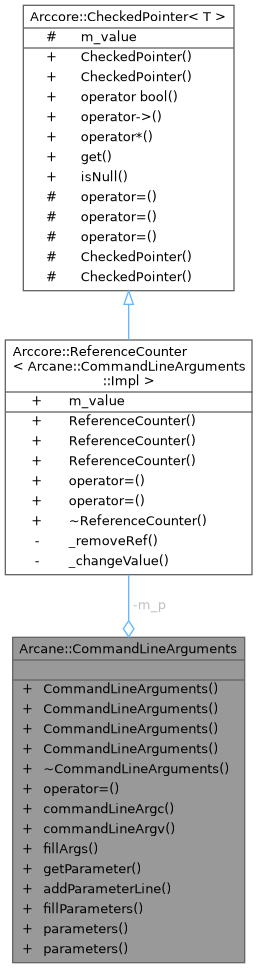 Arccore::CheckedPointer< T >
# m_value
+ CheckedPointer()
+ CheckedPointer()
+ operator bool()
+ operator->()
+ operator*()
+ get()
+ isNull()
# operator=()
# operator=()
# operator=()
# CheckedPointer()
# CheckedPointer()
Arccore::ReferenceCounter
< Arcane::CommandLineArguments
::Impl >
+ m_value
+ ReferenceCounter()
+ ReferenceCounter()
+ ReferenceCounter()
+ operator=()
+ operator=()
+ ~ReferenceCounter()
- _removeRef()
- _changeValue()
-m_p
Arcane::CommandLineArguments
+ CommandLineArguments()
+ CommandLineArguments()
+ CommandLineArguments()
+ CommandLineArguments()
+ ~CommandLineArguments()
+ operator=()
+ commandLineArgc()
+ commandLineArgv()
+ fillArgs()
+ getParameter()
+ addParameterLine()
+ fillParameters()
+ parameters()
+ parameters()